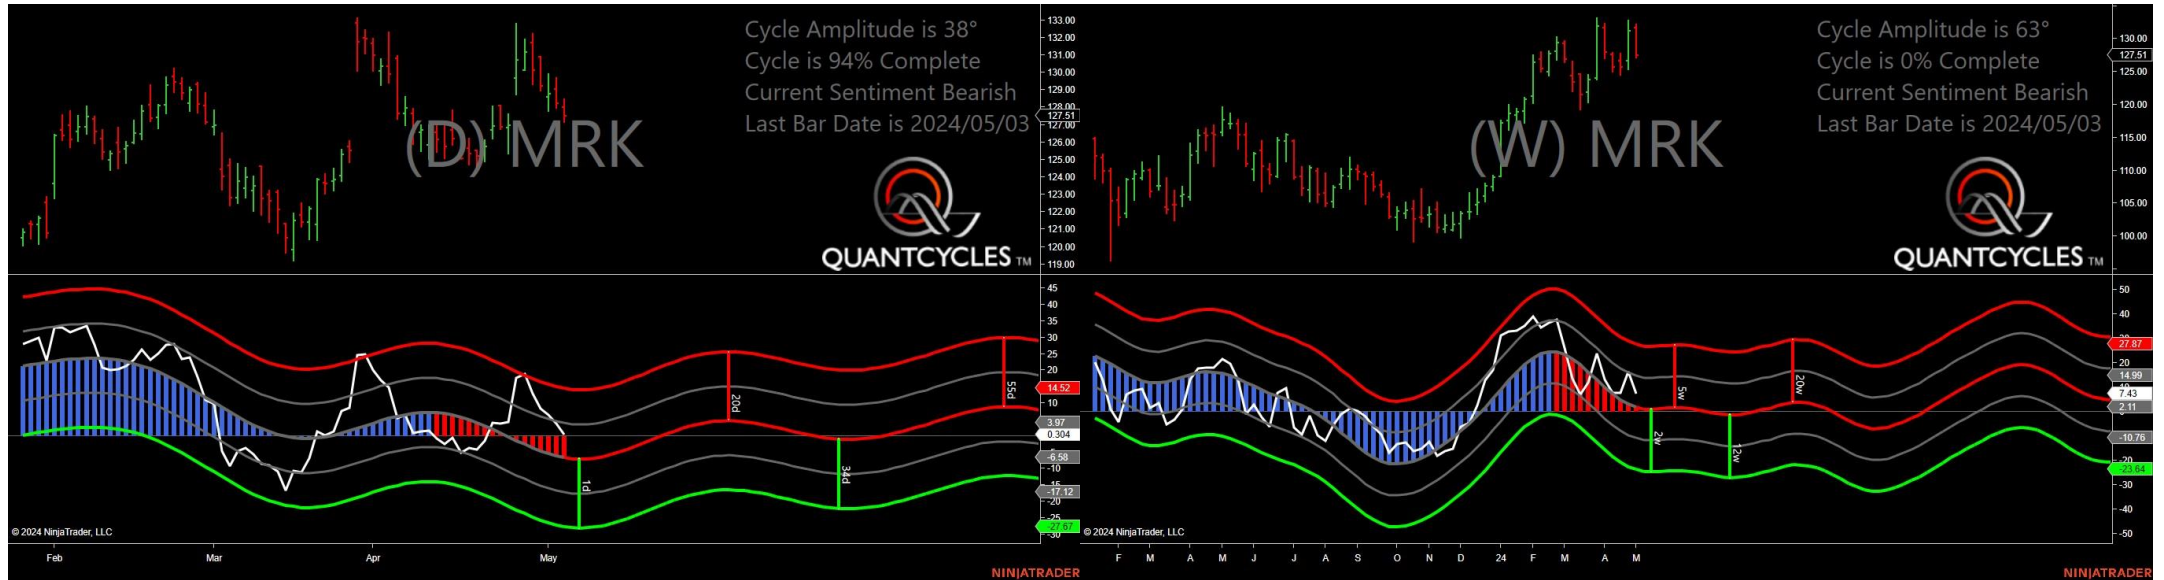 Cycle Amplitude is 38°
Cycle is 94% Complete
Current Sentiment Bearish
Last Bar Date is 2024/05/03
(D) MRK
QUANTCYCLES TM
133.00
132.00
131.00
130.00
129.00
128.00
127.51
127.00
126.00
125.00
124.00
123.00
122.00
121.00
120.00
119.00
45
40
35
30
25
20
14.52
10
3.97
0.304
-6.58
-10
-17.12
-20
-27.67
-30
1d
20d
34d
55d
© 2024 NinjaTrader, LLC
Feb Mar Apr May
NINJATRADER
Cycle Amplitude is 63°
Cycle is 0% Complete
Current Sentiment Bearish
Last Bar Date is 2024/05/03
(W) MRK
QUANTCYCLES TM
130.00
127.51
125.00
120.00
115.00
110.00
105.00
100.00
50
40
27.87
20
14.99
7.43
2.11
-10.76
-20
-23.64
-30
-40
-50
2w
5w
12w
20w
© 2024 NinjaTrader, LLC
F M A M J J A S O N D 24 F M A M
NINJATRADER